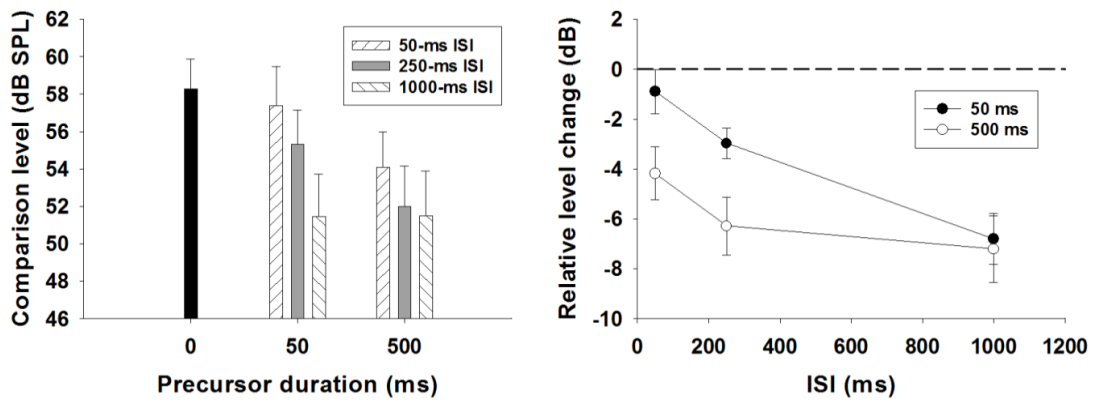 62
60
58
56
54
52
50
48
46
Comparison level (dB SPL)
50-ms ISI
250-ms ISI
1000-ms ISI
0 50 500
Precursor duration (ms)
2
0
-2
-4
-6
-8
-10
Relative level change (dB)
50 ms
500 ms
0 200 400 600 800 1000 1200
ISI (ms)